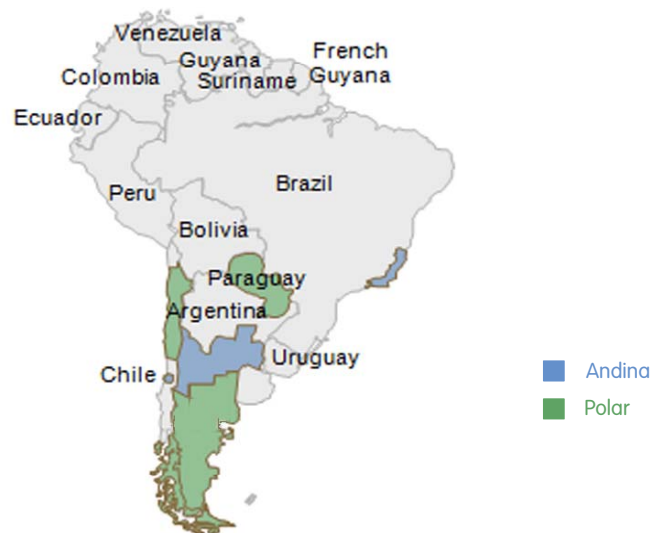 Venezuela
Guyana
French
Guyana
Colombia
Suriname
Ecuador
Peru
Brazil
Bolivia
Paraguay
Argentina
Uruguay
Chile
Andina
Polar